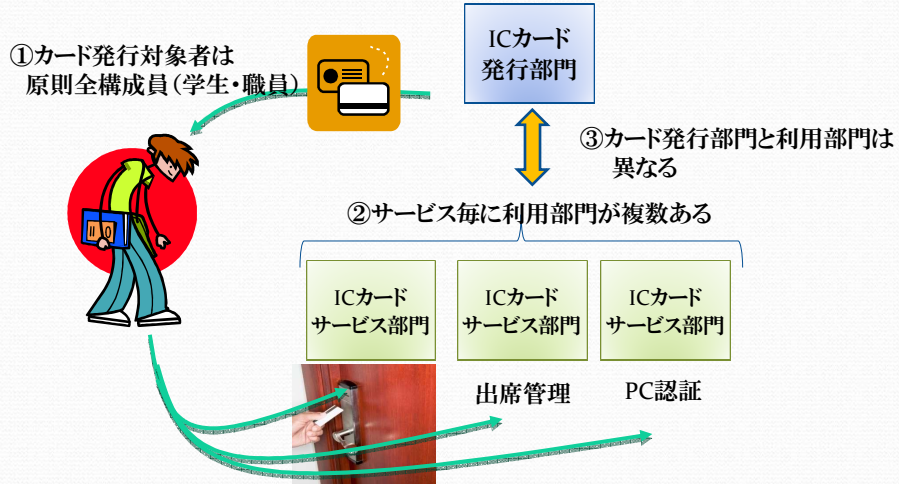 ①カード発行対象者は
原則全構成員(学生・職員)
ICカード
発行部門
③カード発行部門と利用部門は
異なる
②サービス毎に利用部門が複数ある
ICカード
サービス部門
ICカード
サービス部門
ICカード
サービス部門
出席管理
PC認証